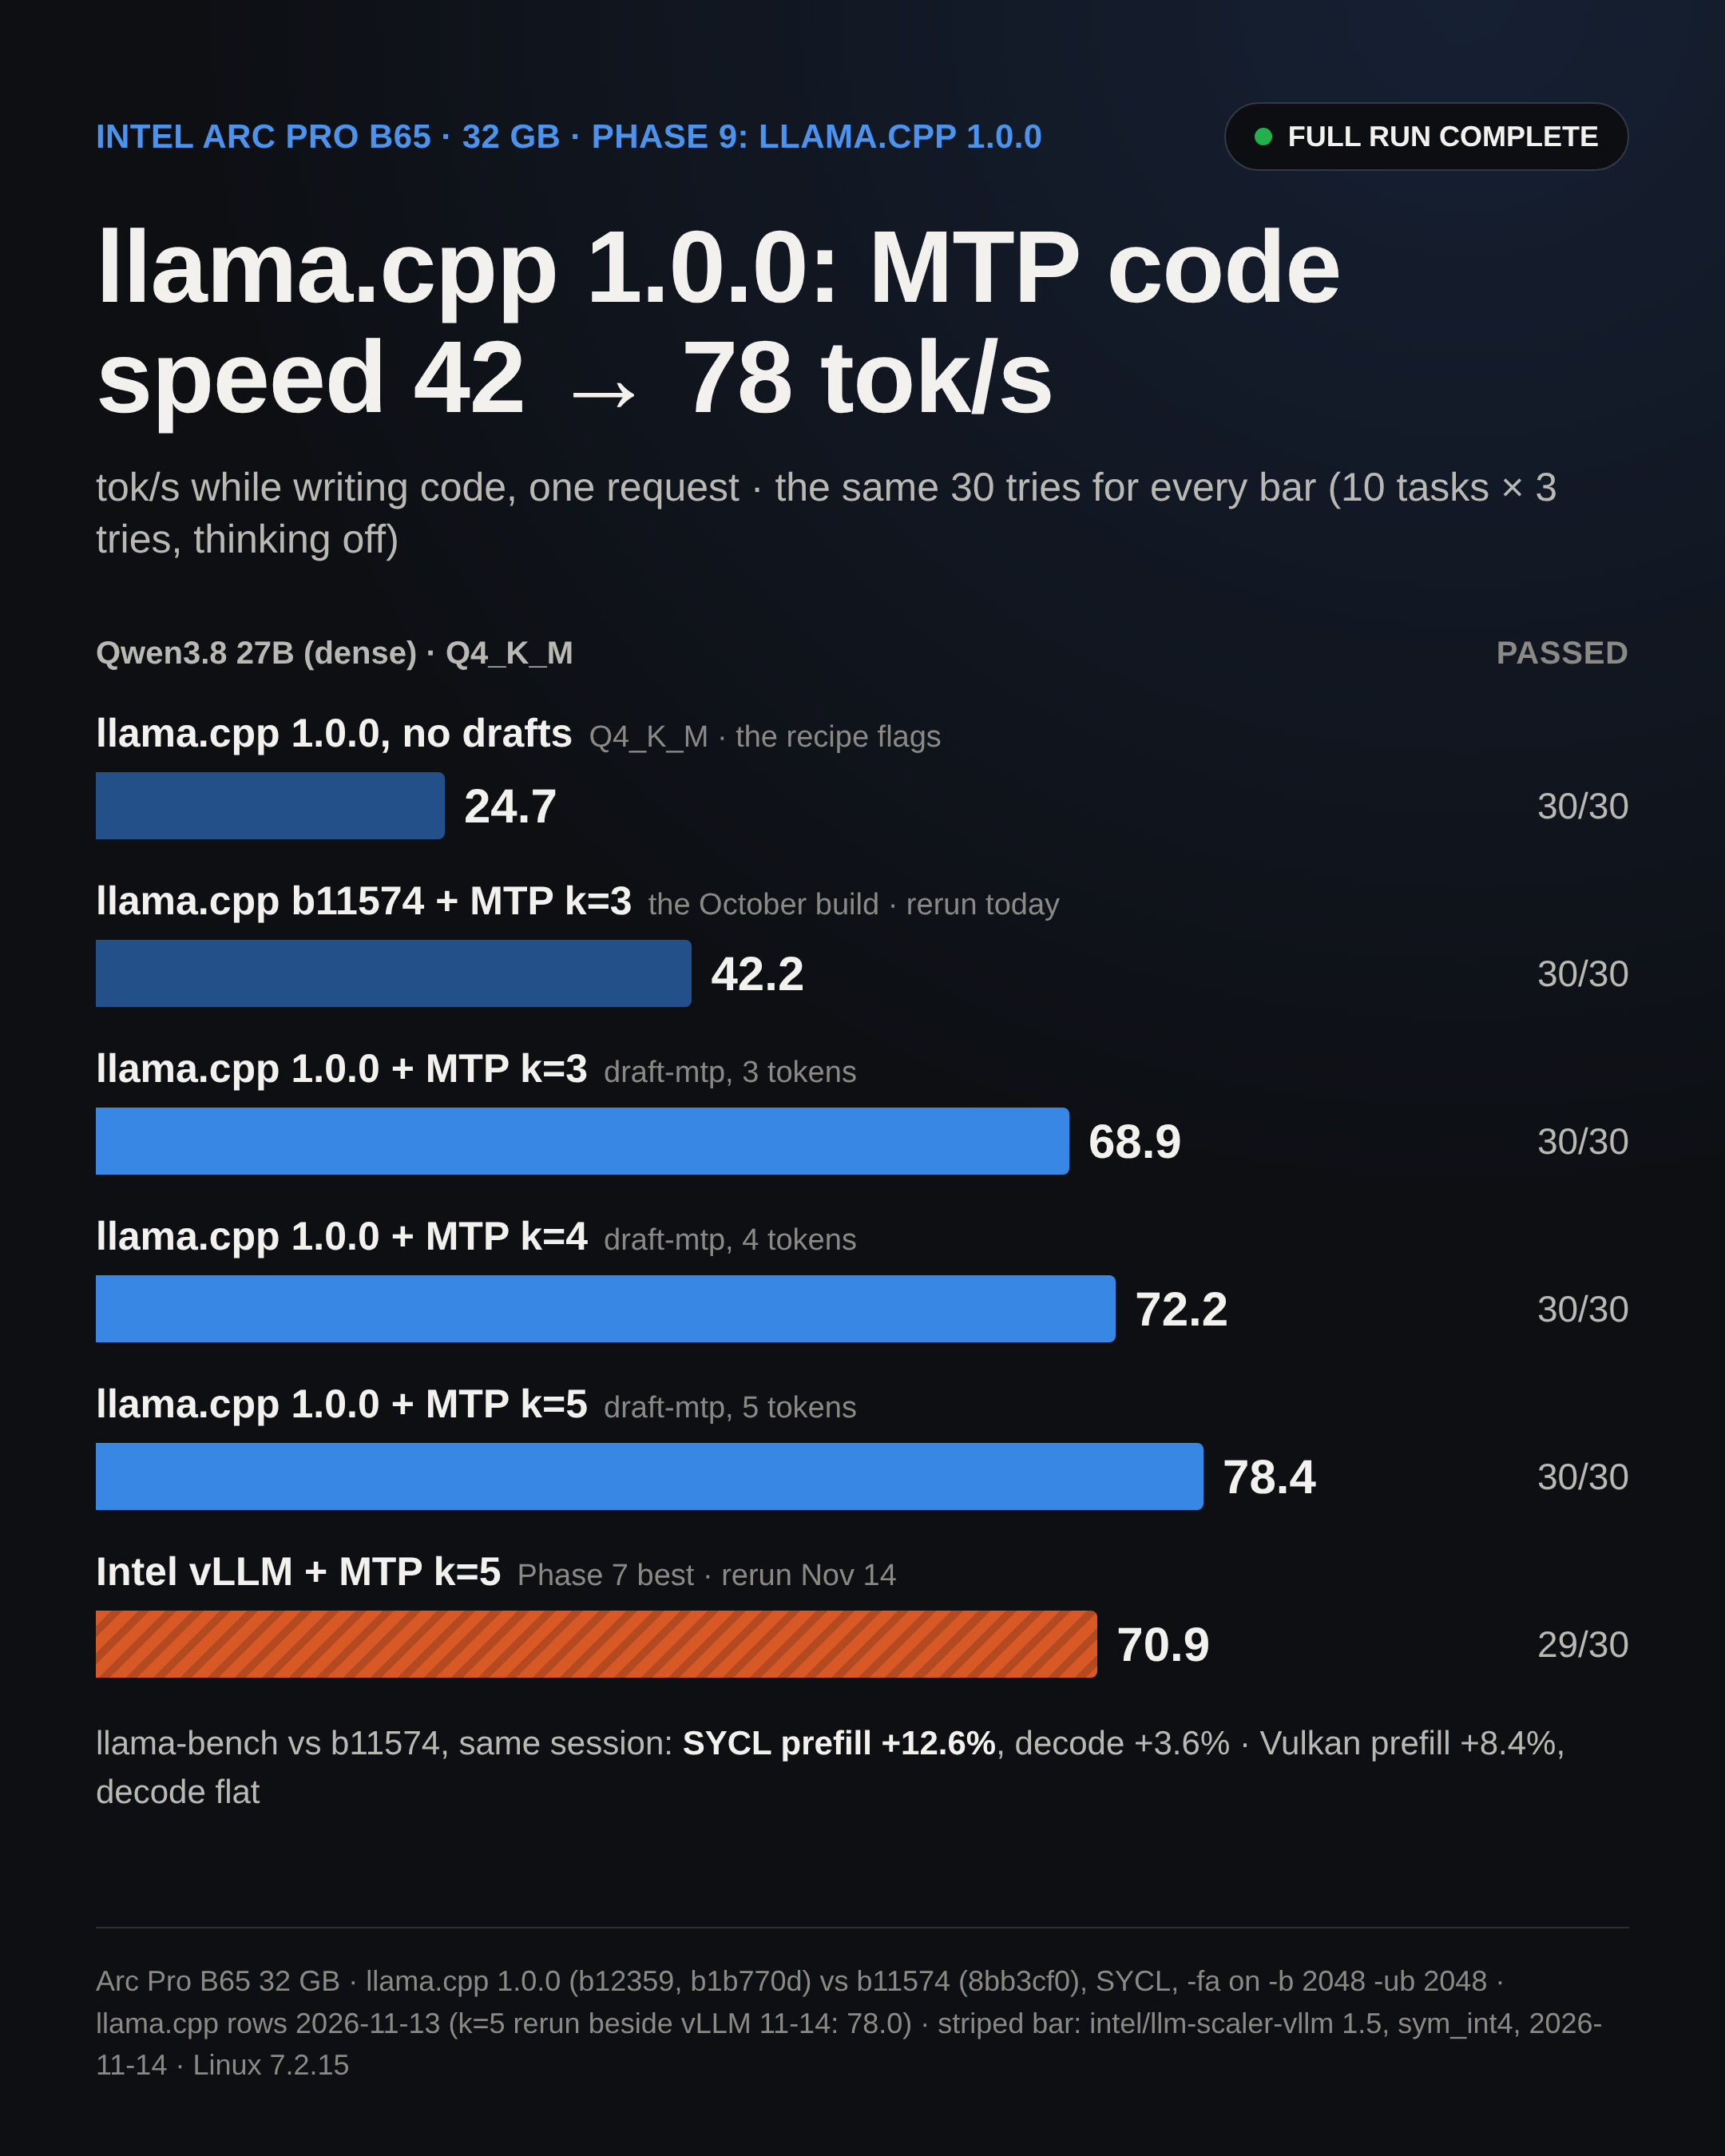 INTEL ARC PRO B65 · 32 GB · PHASE 9: LLAMA.CPP 1.0.0
FULL RUN COMPLETE
llama.cpp 1.0.0: MTP code
speed 42 → 78 tok/s
tok/s while writing code, one request · the same 30 tries for every bar (10 tasks × 3
tries, thinking off)
Qwen3.8 27B (dense) · Q4_K_M
PASSED
llama.cpp 1.0.0, no drafts Q4_K_M · the recipe flags
24.7
30/30
llama.cpp b11574 + MTP k=3 the October build · rerun today
42.2
30/30
llama.cpp 1.0.0 + MTP k=3 draft-mtp, 3 tokens
68.9
30/30
llama.cpp 1.0.0 + MTP k=4 draft-mtp, 4 tokens
72.2
30/30
llama.cpp 1.0.0 + MTP k=5 draft-mtp, 5 tokens
78.4
30/30
Intel vLLM + MTP k=5 Phase 7 best · rerun Nov 14
70.9
29/30
llama-bench vs b11574, same session: SYCL prefill +12.6%, decode +3.6% · Vulkan prefill +8.4%,
decode flat
Arc Pro B65 32 GB · llama.cpp 1.0.0 (b12359, b1b770d) vs b11574 (8bb3cf0), SYCL, -fa on -b 2048 -ub 2048 ·
llama.cpp rows 2026-11-13 (k=5 rerun beside vLLM 11-14: 78.0) · striped bar: intel/llm-scaler-vllm 1.5, sym_int4, 2026-
11-14 · Linux 7.2.15